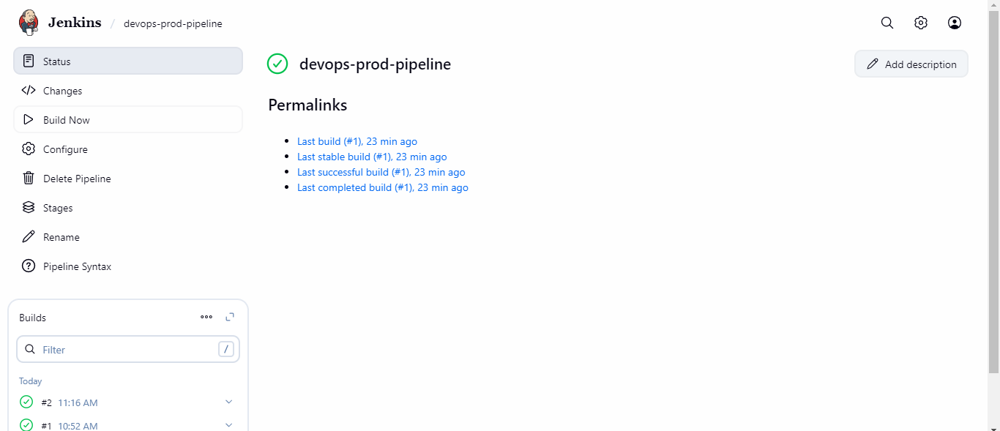 Jenkins / devops-prod-pipeline
Status
Changes
Build Now
Configure
Delete Pipeline
Stages
Rename
Pipeline Syntax
Builds
Filter /
Today
#2 11:16 AM
#1 10:52 AM
devops-prod-pipeline
Add description
Permalinks
Last build (#1), 23 min ago
Last stable build (#1), 23 min ago
Last successful build (#1), 23 min ago
Last completed build (#1), 23 min ago